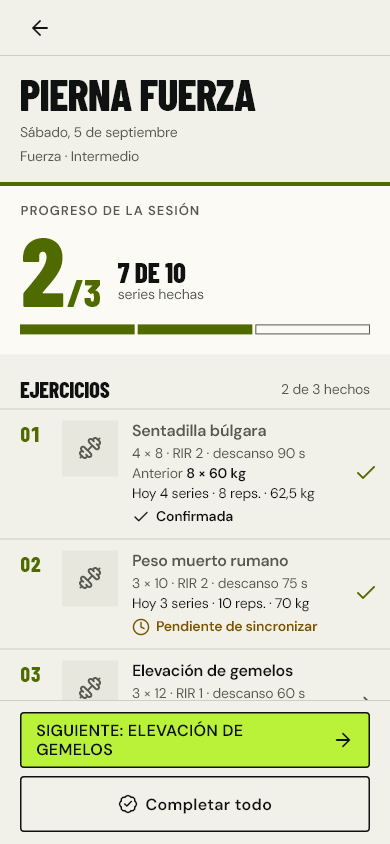 PIERNA FUERZA
Sábado, 5 de septiembre
Fuerza · Intermedio
PROGRESO DE LA SESIÓN
2/3
7 DE 10
series hechas
EJERCICIOS
2 de 3 hechos
01
Sentadilla búlgara
4 × 8 · RIR 2 · descanso 90 s
Anterior 8 × 60 kg
Hoy 4 series · 8 reps. · 62,5 kg
Confirmada
02
Peso muerto rumano
3 × 10 · RIR 2 · descanso 75 s
Hoy 3 series · 10 reps. · 70 kg
Pendiente de sincronizar
03
Elevación de gemelos
3 × 12 · RIR 1 · descanso 60 s
SIGUIENTE: ELEVACIÓN DE
GEMELOS
Completar todo